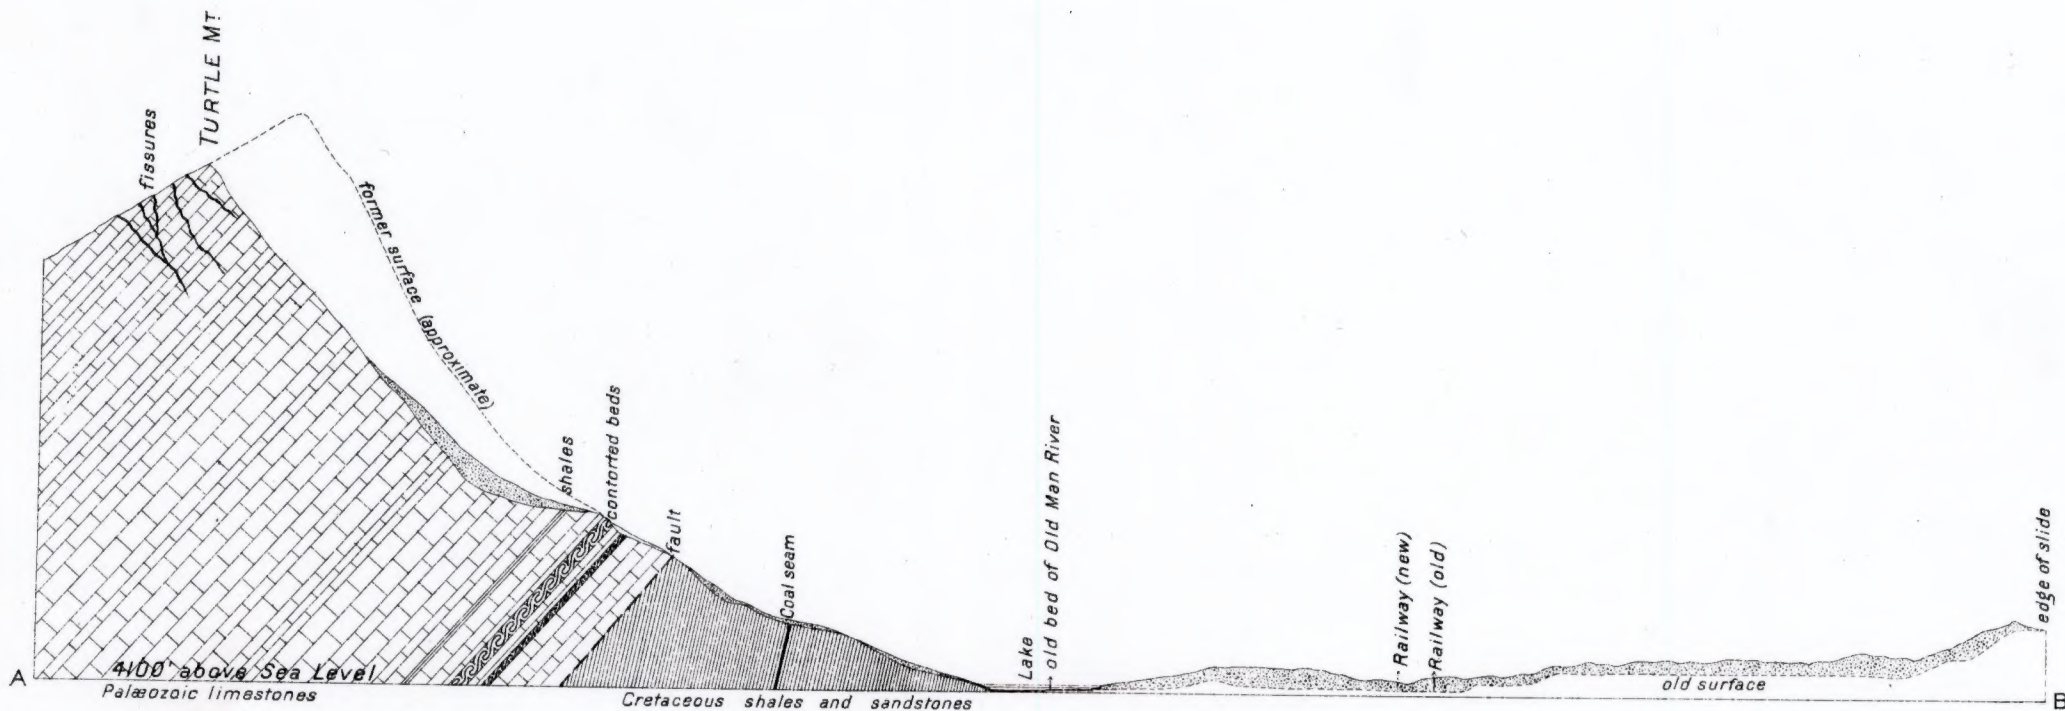 TURTLE MT
fissures
former surface (approximate)
shales
contorted beds
fault
Coal seam
Lake
old bed of Old Man River
Railway (new)
Railway (old)
edge of slide
A
4100' above Sea Level
old surface
B
Palæozoic limestones
Cretaceous shales and sandstones